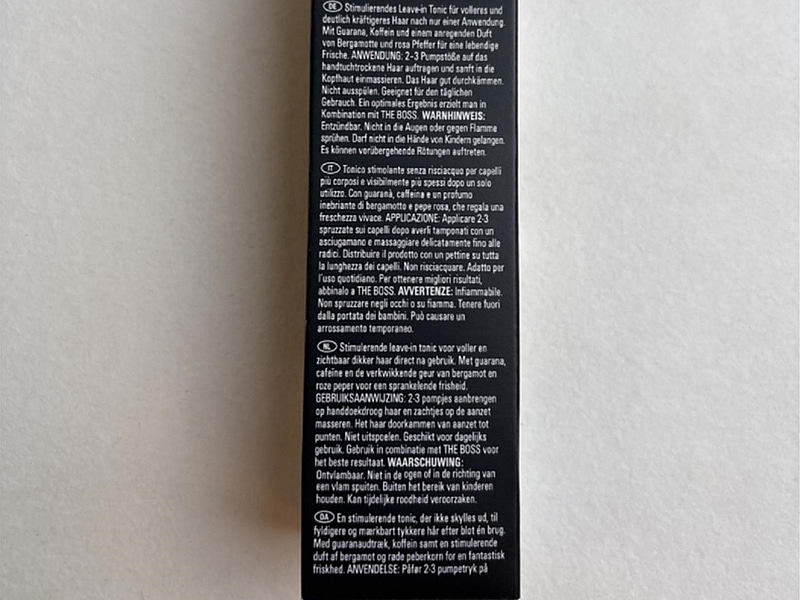 DE Stimulierendes Leave-in Tonic für volleres und
deutlich kräftigeres Haar nach nur einer Anwendung.
Mit Guarana, Koffein und einem anregenden Duft
von Bergamotte und rosa Pfeffer für eine lebendige
Frische. ANWENDUNG: 2-3 Pumpstöße auf das
handtuchtrockene Haar auftragen und sanft in die
Kopfhaut einmassieren. Das Haar gut durchkämmen.
Nicht ausspülen. Geeignet für den täglichen
Gebrauch. Ein optimales Ergebnis erzielt man in
Kombination mit THE BOSS. WARNHINWEIS:
Entzündbar. Nicht in die Augen oder gegen Flamme
sprühen. Darf nicht in die Hände von Kindern gelangen.
Es können vorübergehende Rötungen auftreten.
IT Tonico stimolante senza risciacquo per capelli
più corposi e visibilmente più spessi dopo un solo
utilizzo. Con guaranà, caffeina e un profumo
inebriante di bergamotto e pepe rosa, che regala una
freschezza vivace. APPLICAZIONE: Applicare 2-3
spruzzate sui capelli dopo averli tamponati con un
asciugamano e massaggiare delicatamente fino alle
radici. Distribuire il prodotto con un pettine su tutta
la lunghezza dei capelli. Non risciacquare. Adatto per
l'uso quotidiano. Per ottenere migliori risultati,
abbinalo a THE BOSS. AVVERTENZE: Infiammabile.
Non spruzzare negli occhi o su fiamma. Tenere fuori
dalla portata dei bambini. Può causare un
arrossamento temporaneo.
NL Stimulerende leave-in tonic voor voller en
zichtbaar dikker haar direct na gebruik. Met guarana,
cafeïne en de verkwikkende geur van bergamot en
roze peper voor een sprankelende frisheid.
GEBRUIKSAANWIJZING: 2-3 pompjes aanbrengen
op handdoekdroog haar en zachtjes op de aanzet
masseren. Het haar doorkammen van aanzet tot
punten. Niet uitspoelen. Geschikt voor dagelijks
gebruik. Gebruik in combinatie met THE BOSS voor
het beste resultaat. WAARSCHUWING:
Ontvlambaar. Niet in de ogen of in de richting van
een vlam spuiten. Buiten het bereik van kinderen
houden. Kan tijdelijke roodheid veroorzaken.
DA En stimulerende tonic, der ikke skylles ud, til
fyldigere og mærkbart tykkere hår efter blot én brug.
Med guaranaudtræk, koffein samt en stimulerende
duft af bergamot og røde peberkorn for en fantastisk
friskhed. ANVENDELSE: Påfør 2-3 pumpetryk på